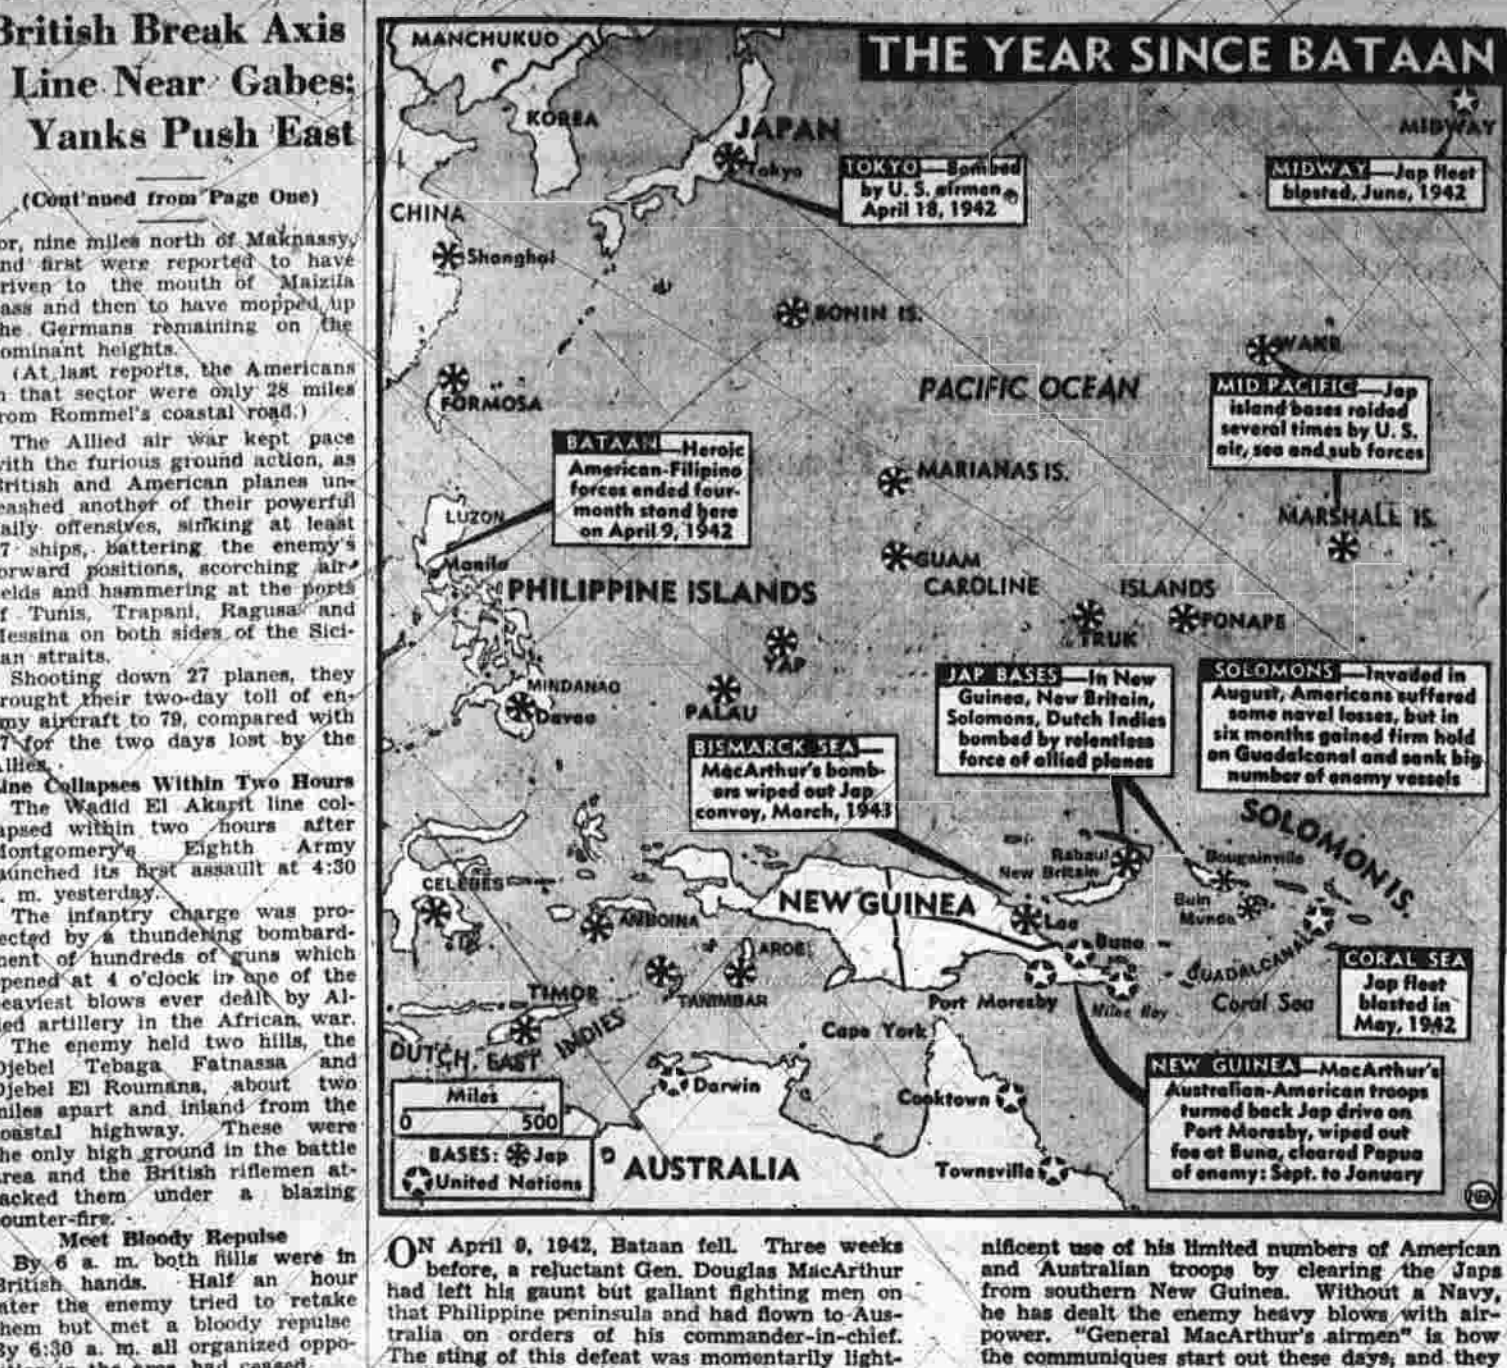 British Break Axis
Line Near Gabes;
Yanks Push East
(Cont'nued from Page One)
or, nine miles north of Maknassy,
nd first were reported to have
riven to the mouth of Maizila
ass and then to have mopped up
he Germans remaining on the
ominant heights.
(At last reports, the Americans
n that sector were only 28 miles
rom Rommel's coastal road.)
The Allied air war kept pace
with the furious ground action, as
British and American planes un-
eashed another of their powerful
aily offensives, sinking at least
7 ships, battering the enemy's
orward positions, scorching air-
elds and hammering at the ports
f Tunis, Trapani, Ragusa and
Messina on both sides of the Sici-
an straits.
Shooting down 27 planes, they
rought their two-day toll of en-
my aircraft to 79, compared with
7 for the two days lost by the
Allies.
ine Collapses Within Two Hours
The Wadid El Akarit line col-
apsed within two hours after
Montgomery's Eighth Army
aunched its first assault at 4:30
. m. yesterday.
The infantry charge was pro-
ected by a thundering bombard-
ment of hundreds of guns which
pened at 4 o'clock in one of the
eaviest blows ever dealt by Al-
ied artillery in the African war.
The enemy held two hills, the
Djebel Tebaga Fatnassa and
Djebel El Roumana, about two
miles apart and inland from the
oastal highway. These were
he only high ground in the battle
rea and the British riflemen at-
acked them under a blazing
ounter-fire.
Meet Bloody Repulse
By 6 a. m. both hills were in
British hands. Half an hour
ater the enemy tried to retake
hem but met a bloody repulse
By 6:30 a. m. all organized oppo-
had ceased.
THE YEAR SINCE BATAAN
MANCHUKUO
KOREA
JAPAN
Tokyo
TOKYO—Bombed
by U. S. airmen
April 18, 1942
MIDWAY
MIDWAY—Jap fleet
blasted, June, 1942
CHINA
Shanghai
BONIN IS.
WAKE
FORMOSA
PACIFIC OCEAN
MID PACIFIC—Jap
island bases raided
several times by U. S.
air, sea and sub forces
BATAAN—Heroic
American-Filipino
forces ended four-
month stand here
on April 9, 1942
MARIANAS IS.
LUZON
MARSHALL IS.
Manila
GUAM
PHILIPPINE ISLANDS
CAROLINE ISLANDS
TRUK
PONAPE
YAP
MINDANAO
Davao
PALAU
JAP BASES—In New
Guinea, New Britain,
Solomons, Dutch Indies
bombed by relentless
force of allied planes
SOLOMONS—Invaded in
August, Americans suffered
some naval losses, but in
six months gained firm hold
on Guadalcanal and sank big
number of enemy vessels
BISMARCK SEA—
MacArthur's bomb-
ers wiped out Jap
convoy, March, 1943
SOLOMON IS.
Rabaul
New Britain
Bougainville
CELEBES
NEW GUINEA
Buin
Munda
AMBOINA
Lae
Buna
AROE
GUADALCANAL
TANIMBAR
TIMOR
Port Moresby
Milne Bay
Coral Sea
CORAL SEA
Jap fleet
blasted in
May, 1942
Cape York
DUTCH EAST INDIES
Darwin
Cooktown
NEW GUINEA—MacArthur's
Australian-American troops
turned back Jap drive on
Port Moresby, wiped out
foe at Buna, cleared Papua
of enemy: Sept. to January
Miles
0 500
BASES: Jap
United Nations
AUSTRALIA
Townsville
NEA
ON April 9, 1942, Bataan fell. Three weeks
before, a reluctant Gen. Douglas MacArthur
had left his gaunt but gallant fighting men on
that Philippine peninsula and had flown to Aus-
tralia on orders of his commander-in-chief.
The sting of this defeat was momentarily light-
nificent use of his limited numbers of American
and Australian troops by clearing the Japs
from southern New Guinea. Without a Navy,
he has dealt the enemy heavy blows with air-
power. "General MacArthur's airmen" is how
the communiques start out these days, and they